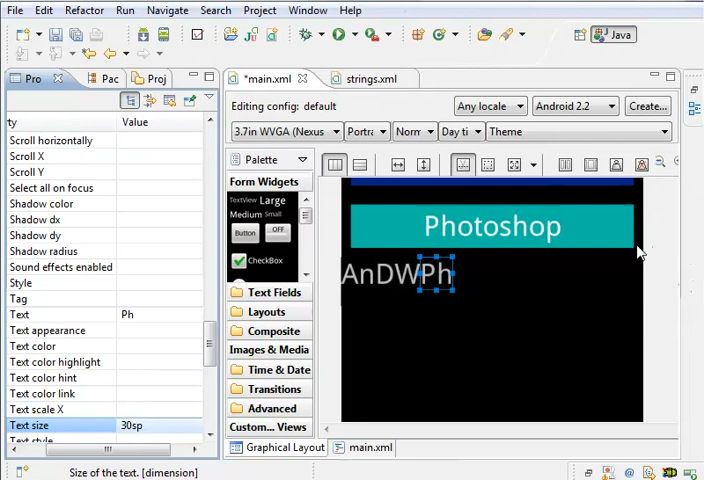 File Edit Run Navigate Search Project Window Help
Java
Pro Pac Proj
*main.xml strings.xml
ty Value
Scroll horizontally
Scroll X
Scroll Y
Select all on focus
Shadow color
Shadow dx
Shadow dy
Shadow radius
Sound effects enabled
Style
Tag
Text Ph
Text appearance
Text color
Text color highlight
Text color hint
Text color link
Text scale X
Text size 30sp
Text style
Editing config: default
Any locale Android 2.2 Create...
3.7in WVGA (Nexus Portra Norm Day ti Theme
Palette
Form Widgets
TextView Large
Medium Small
Button OFF
CheckBox
Text Fields
Layouts
Composite
Images & Media
Time & Date
Transitions
Advanced
Custom... Views
Photoshop
AnDWPh
Graphical Layout main.xml
Size of the text. [dimension]